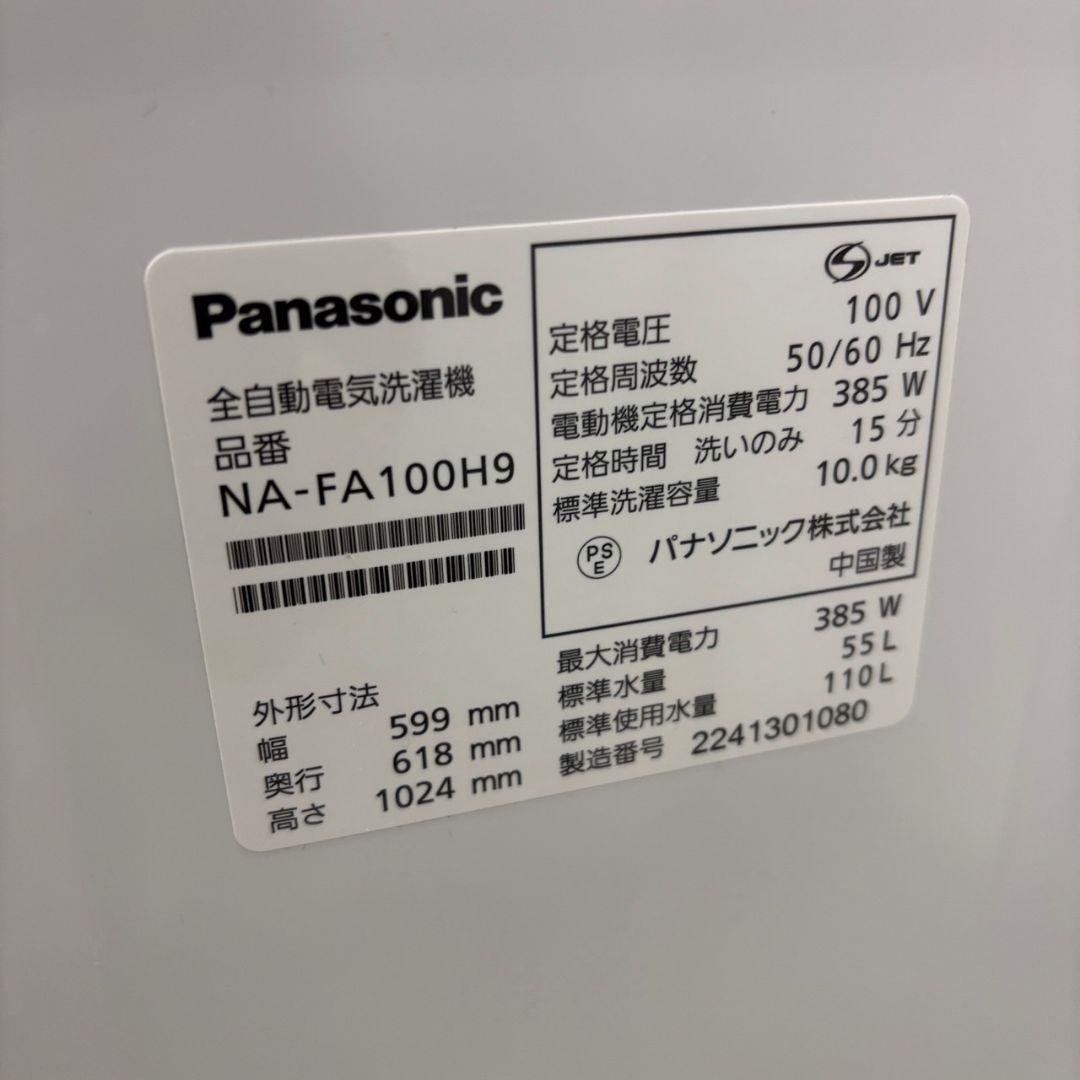 Panasonic
全自動電気洗濯機
品番
NA-FA100H9
外形寸法
幅 599 mm
奥行 618 mm
高さ 1024 mm
S JET
定格電圧 100 V
定格周波数 50/60 Hz
電動機定格消費電力 385 W
定格時間 洗いのみ 15 分
標準洗濯容量 10.0 kg
PS E パナソニック株式会社
中国製
最大消費電力 385 W
標準水量 55 L
標準使用水量 110 L
製造番号 2241301080